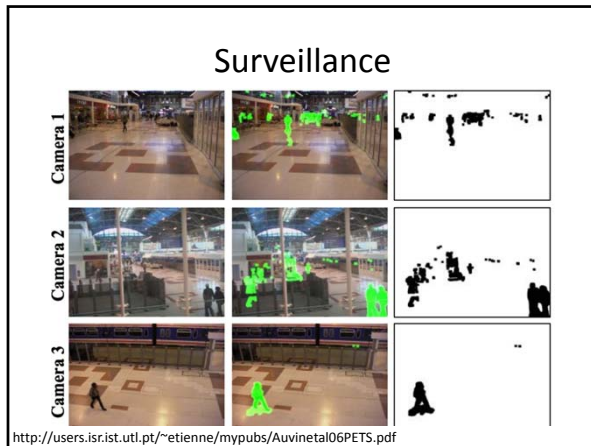 Surveillance
Camera 1
Camera 2
Camera 3
http://users.isr.ist.utl.pt/~etienne/mypubs/Auvinetal06PETS.pdf